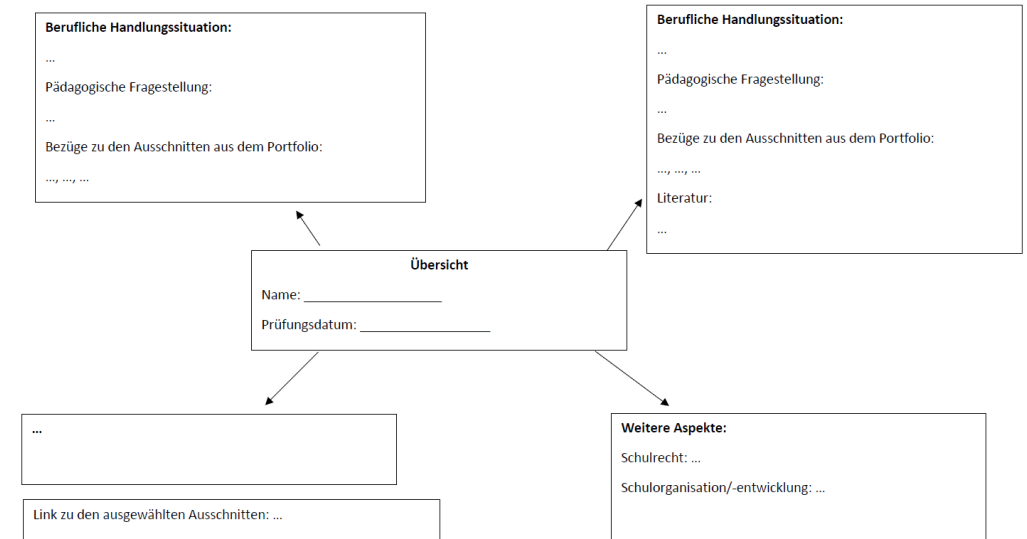 Berufliche Handlungssituation:
...
Pädagogische Fragestellung:
...
Bezüge zu den Ausschnitten aus dem Portfolio:
..., ..., ...
Berufliche Handlungssituation:
...
Pädagogische Fragestellung:
...
Bezüge zu den Ausschnitten aus dem Portfolio:
..., ..., ...
Literatur:
...
Übersicht
Name: ____________________
Prüfungsdatum: ___________________
...
Link zu den ausgewählten Ausschnitten: ...
Weitere Aspekte:
Schulrecht: ...
Schulorganisation/-entwicklung: ...